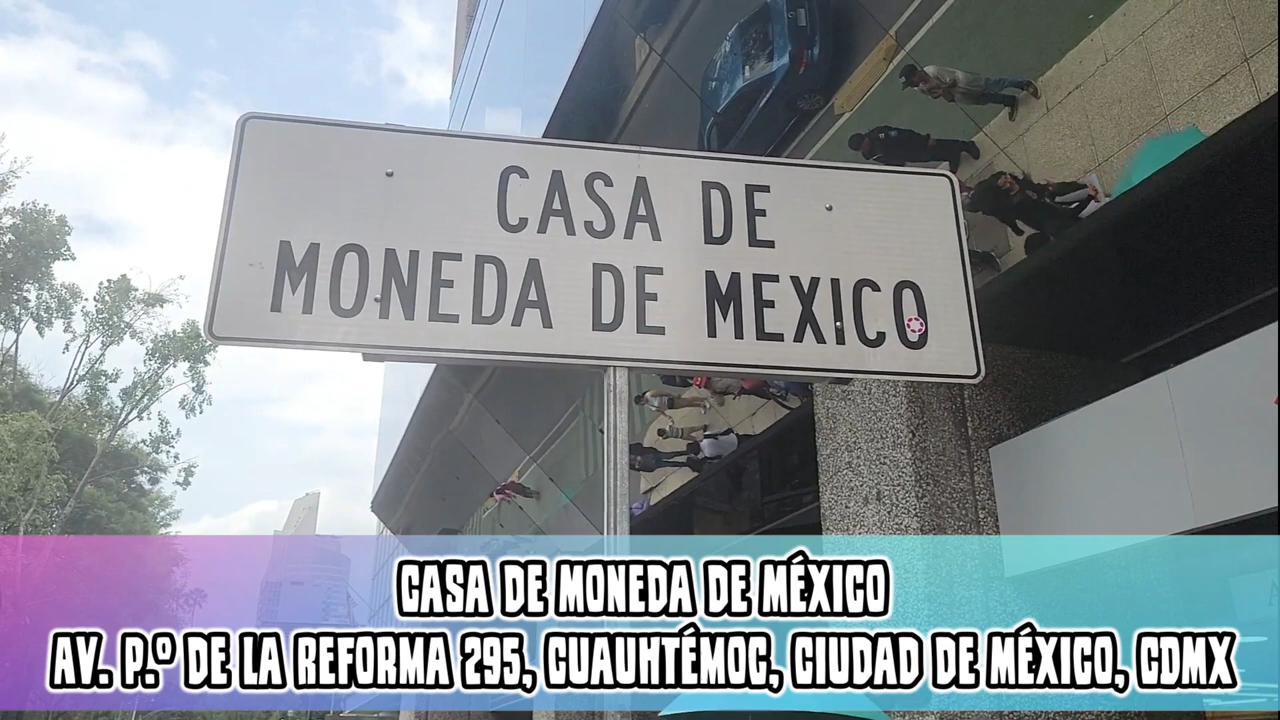 CASA DE
MONEDA DE MEXICO
CASA DE MONEDA DE MÉXICO
AV. P.º DE LA REFORMA 295, CUAUHTÉMOC, CIUDAD DE MÉXICO, CDMX